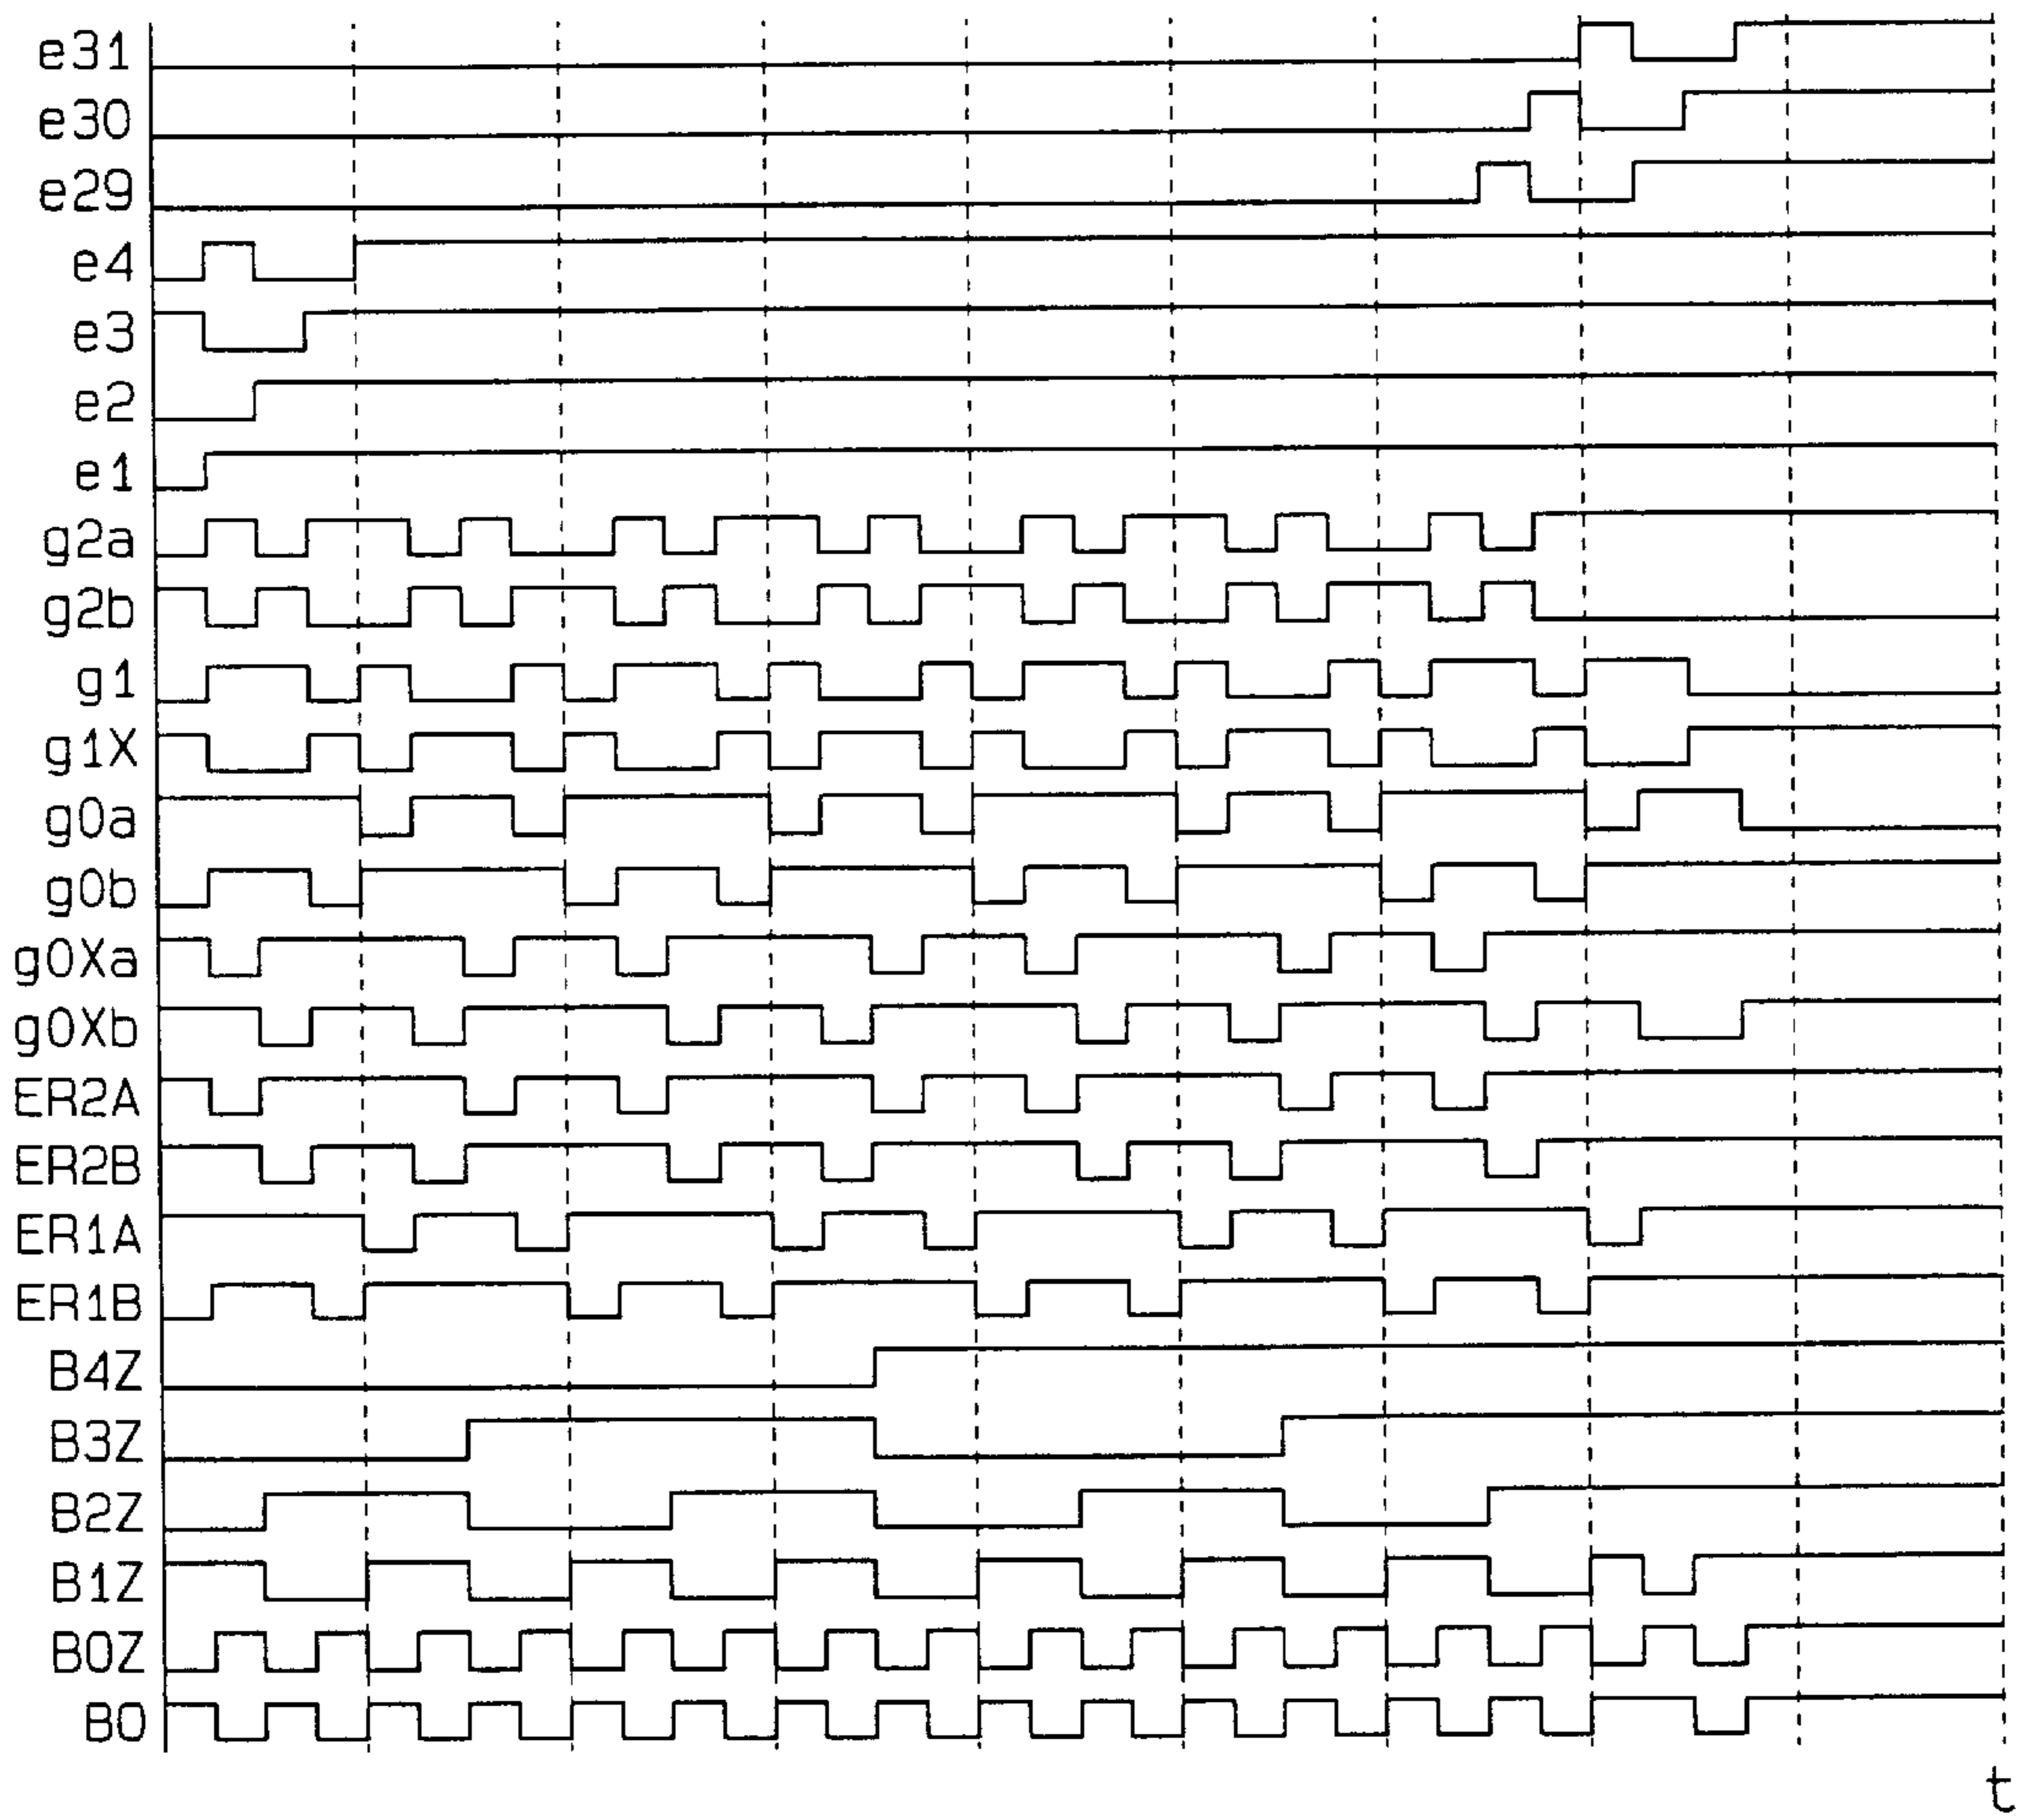 e31
e30
e29
e4
e3
e2
e1
g2a
g2b
g1
g1X
g0a
g0b
g0Xa
g0Xb
ER2A
ER2B
ER1A
ER1B
B4Z
B3Z
B2Z
B1Z
B0Z
B0
t